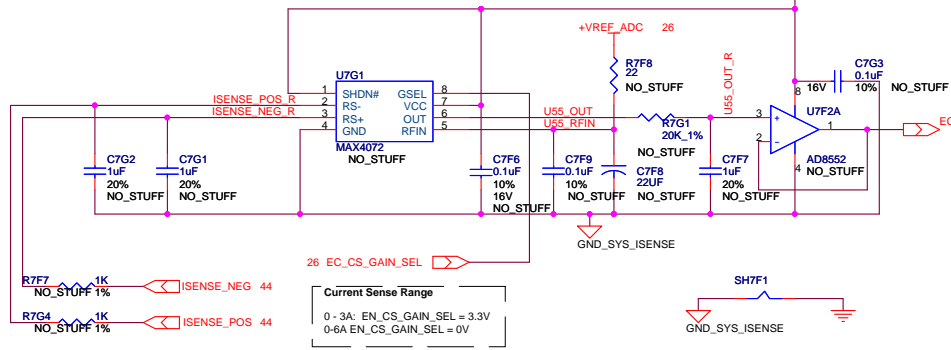 +VREF_ADC 26
R7F8
22
NO_STUFF
U55_OUT_R
C7G3
0.1uF
16V 10% NO_STUFF
U7G1
1 SHDN# GSEL 8
ISENSE_POS_R 2 RS- VCC 7
ISENSE_NEG_R 3 RS+ OUT 6 U55_OUT
4 GND RFIN 5 U55_RFIN
MAX4072
NO_STUFF
R7G1
20K_1%
NO_STUFF
8
U7F2A
3 +
2 -
1
4
AD8552
NO_STUFF
EC
C7G2
1uF
20%
NO_STUFF
C7G1
1uF
20%
NO_STUFF
C7F6
0.1uF
10%
16V
NO_STUFF
C7F9
0.1uF
10%
NO_STUFF
C7F8
22UF
NO_STUFF
C7F7
1uF
20%
NO_STUFF
GND_SYS_ISENSE
26 EC_CS_GAIN_SEL
R7F7 1K ISENSE_NEG 44
NO_STUFF 1%
R7G4 1K ISENSE_POS 44
NO_STUFF 1%
Current Sense Range
0 - 3A: EN_CS_GAIN_SEL = 3.3V
0-6A EN_CS_GAIN_SEL = 0V
SH7F1
GND_SYS_ISENSE